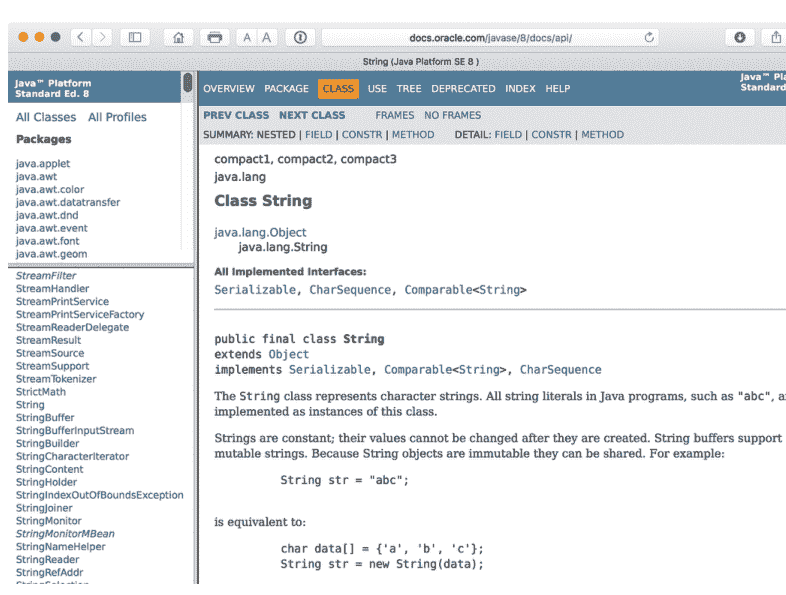 A A
docs.oracle.com/javase/8/docs/api/
String (Java Platform SE 8 )
Java™ Platform
Standard Ed. 8
All Classes All Profiles
Packages
java.applet
java.awt
java.awt.color
java.awt.datatransfer
java.awt.dnd
java.awt.event
java.awt.font
java.awt.geom
StreamFilter
StreamHandler
StreamPrintService
StreamPrintServiceFactory
StreamReaderDelegate
StreamResult
StreamSource
StreamSupport
StreamTokenizer
StrictMath
String
StringBuffer
StringBufferInputStream
StringBuilder
StringCharacterIterator
StringContent
StringHolder
StringIndexOutOfBoundsException
StringJoiner
StringMonitor
StringMonitorMBean
StringNameHelper
StringReader
StringRefAddr
OVERVIEW PACKAGE CLASS USE TREE DEPRECATED INDEX HELP
Java™
Standard
PREV CLASS NEXT CLASS FRAMES NO FRAMES
SUMMARY: NESTED | FIELD | CONSTR | METHOD DETAIL: FIELD | CONSTR | METHOD
compact1, compact2, compact3
java.lang
Class String
java.lang.Object
java.lang.String
All Implemented Interfaces:
Serializable, CharSequence, Comparable<String>
public final class String
extends Object
implements Serializable, Comparable<String>, CharSequence
The String class represents character strings. All string literals in Java programs, such as "abc",
implemented as instances of this class.
Strings are constant; their values cannot be changed after they are created. String buffers support
mutable strings. Because String objects are immutable they can be shared. For example:
String str = "abc";
is equivalent to:
char data[] = {'a', 'b', 'c'};
String str = new String(data);